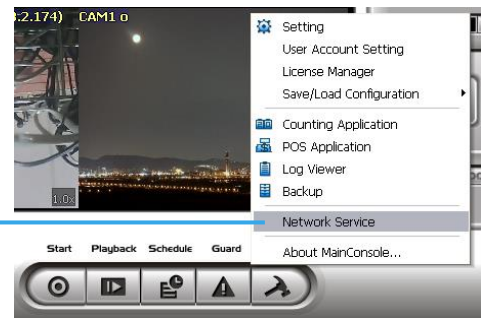 :2.174) CAM1 o
Setting
User Account Setting
License Manager
Save/Load Configuration
Counting Application
POS Application
Log Viewer
Backup
Network Service
About MainConsole...
1.0x
Start Playback Schedule Guard